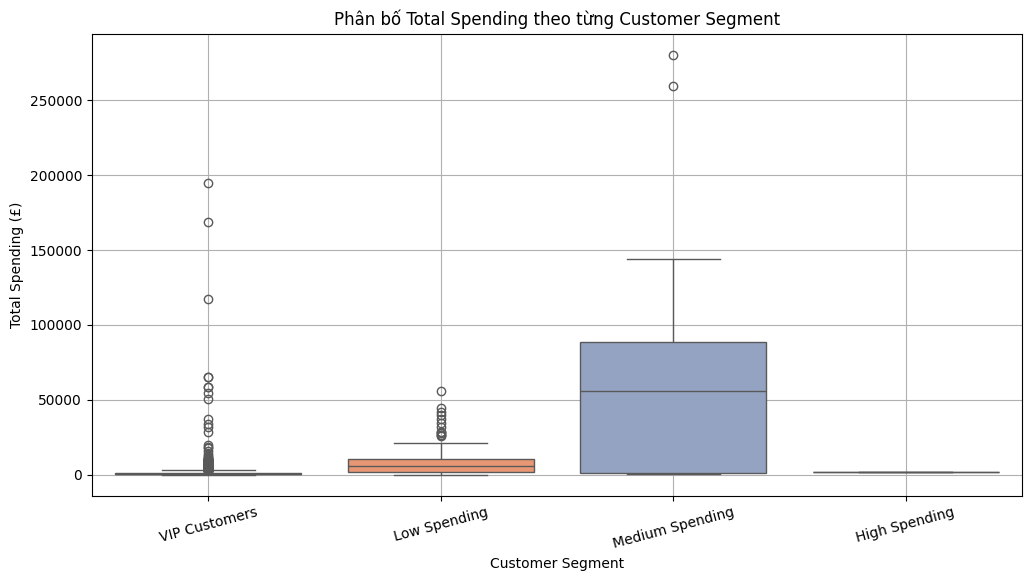 Phân bố Total Spending theo từng Customer Segment
Total Spending (£)
250000
200000
150000
100000
50000
0
VIP Customers
Low Spending
Medium Spending
High Spending
Customer Segment